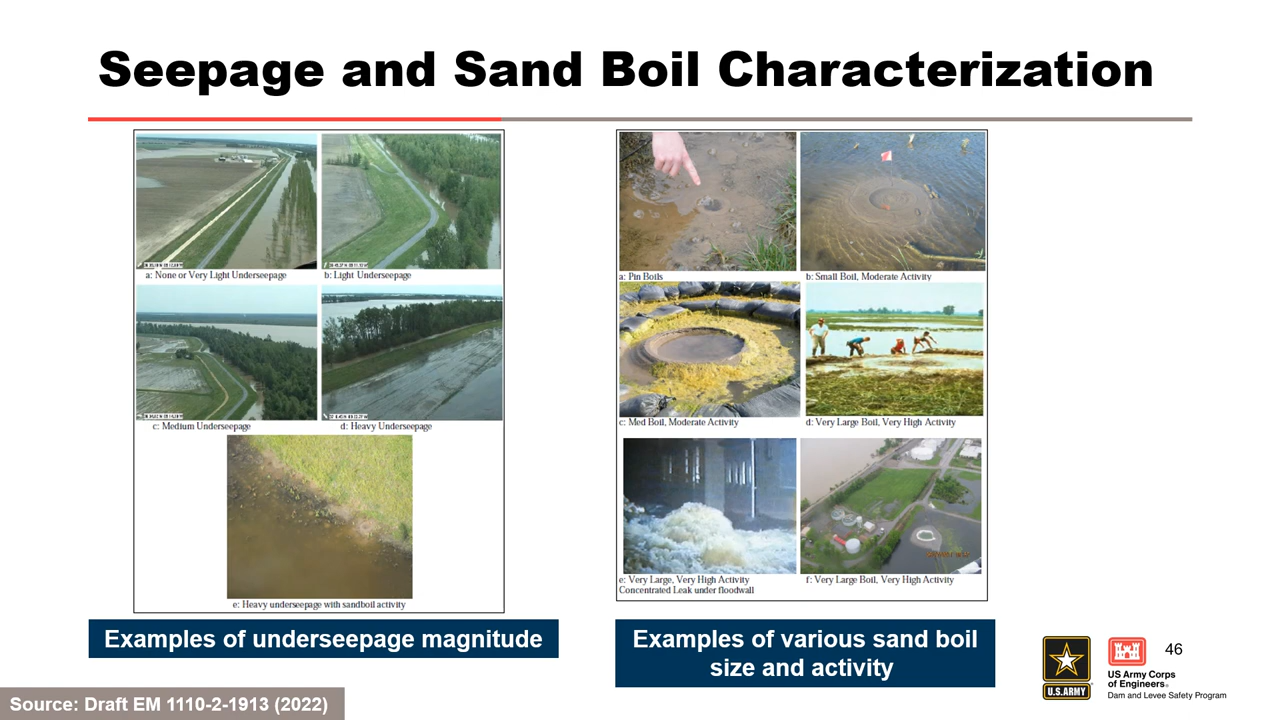 Seepage and Sand Boil Characterization
a: None or Very Light Underseepage
b: Light Underseepage
c: Medium Underseepage
d: Heavy Underseepage
e: Heavy underseepage with sandboil activity
Examples of underseepage magnitude
a: Pin Boils
b: Small Boil, Moderate Activity
c: Med Boil, Moderate Activity
d: Very Large Boil, Very High Activity
e: Very Large, Very High Activity
Concentrated Leak under floodwall
f: Very Large Boil, Very High Activity
Examples of various sand boil
size and activity
46
U.S.ARMY
US Army Corps
of Engineers®
Dam and Levee Safety Program
Source: Draft EM 1110-2-1913 (2022)